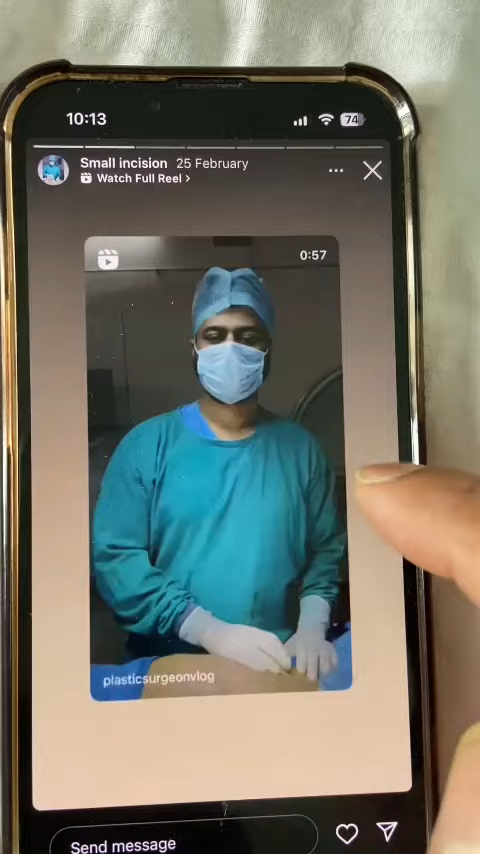 10:13
74
Small incision 25 February
Watch Full Reel >
0:57
plasticsurgeonvlog
Send message